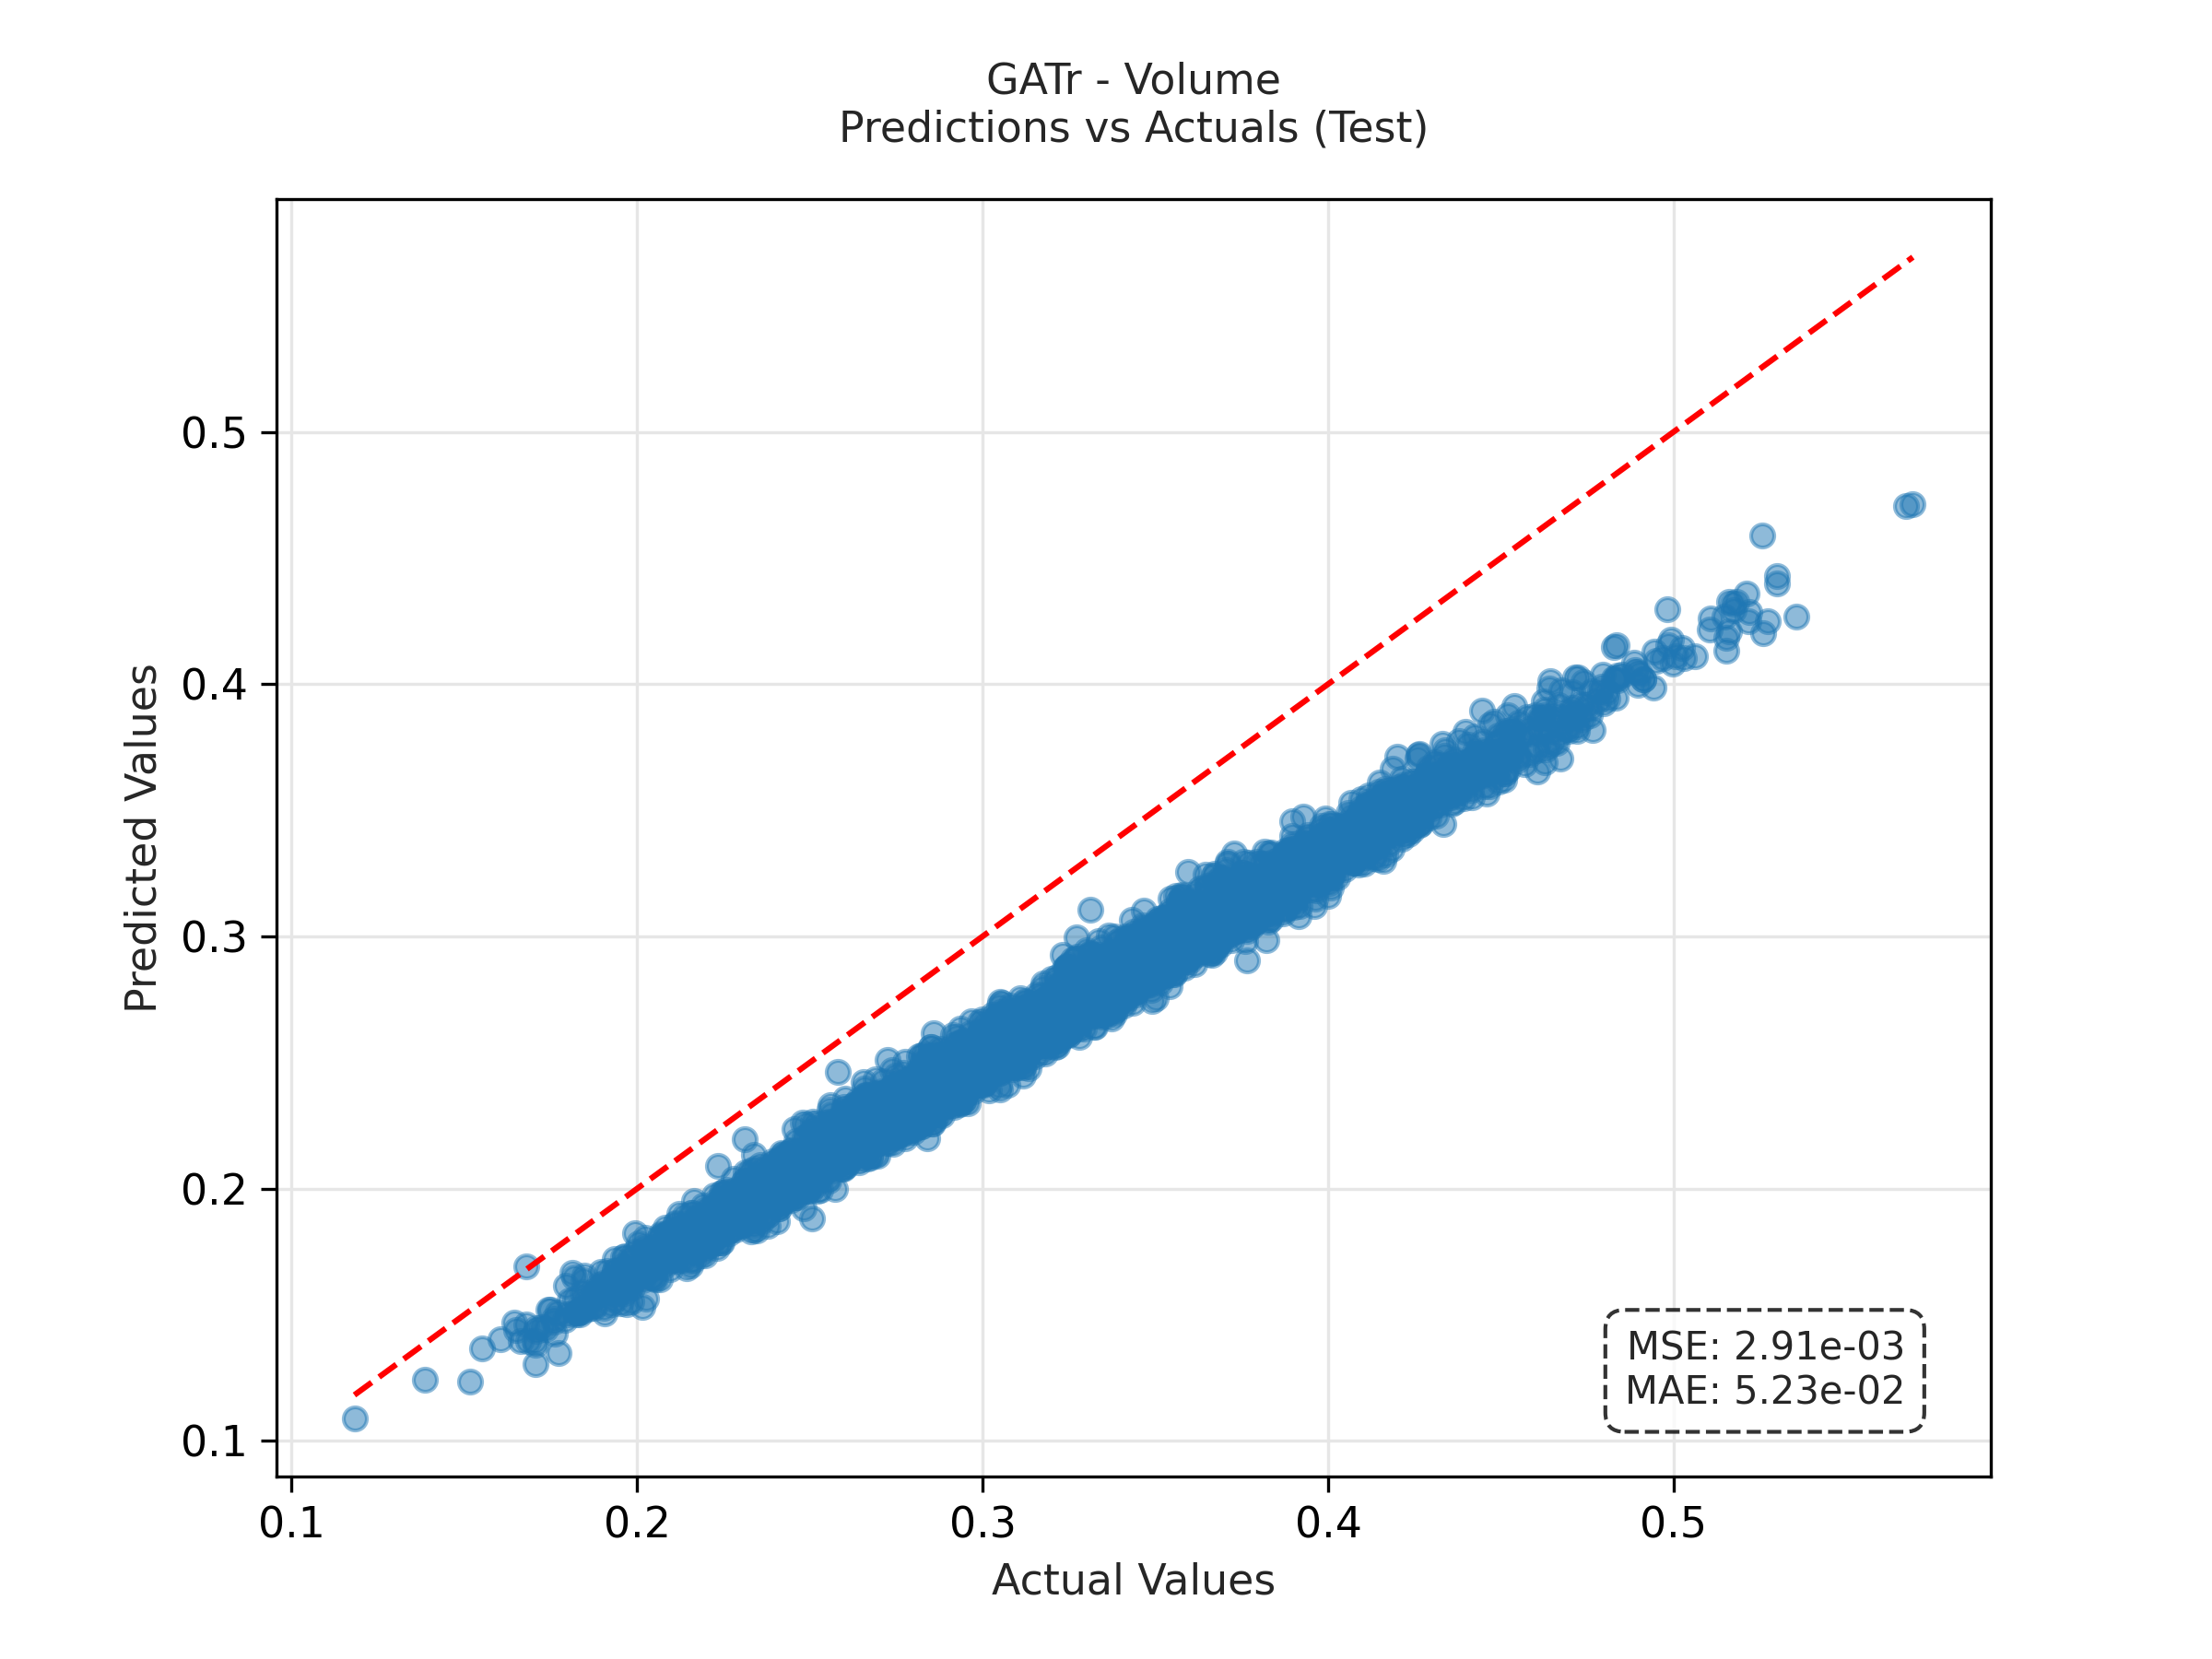 GATr - Volume
Predictions vs Actuals (Test)
Predicted Values
0.5
0.4
0.3
0.2
0.1
MSE: 2.91e-03
MAE: 5.23e-02
0.1 0.2 0.3 0.4 0.5
Actual Values